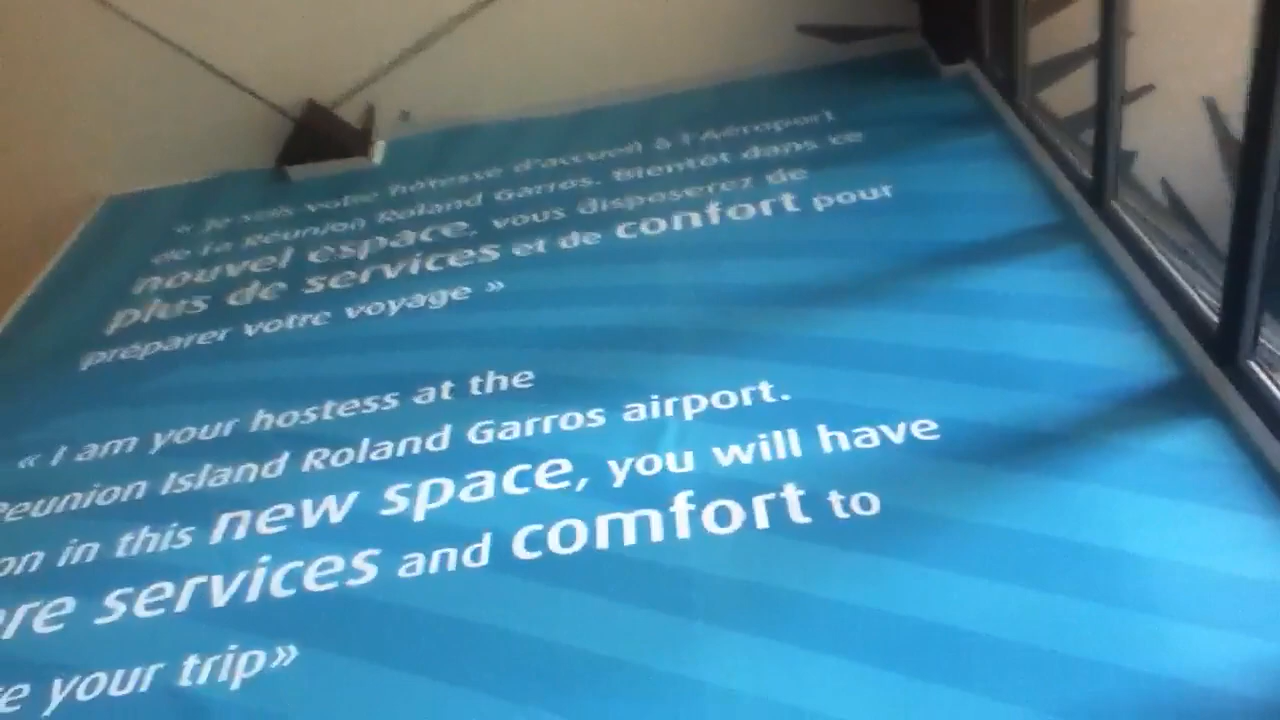 « Je suis votre hôtesse d'accueil à l'Aéroport
de la Réunion Roland Garros. Bientôt dans ce
nouvel espace, vous disposerez de
plus de services et de confort pour
préparer votre voyage »
« I am your hostess at the
Reunion Island Roland Garros airport.
on in this new space, you will have
re services and comfort to
e your trip»